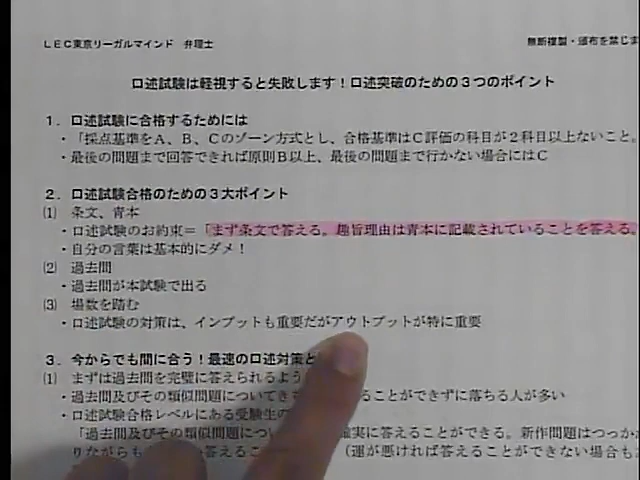 LEC東京リーガルマインド 弁理士
無断複製・頒布を禁じま
口述試験は軽視すると失敗します！口述突破のための３つのポイント
１．口述試験に合格するためには
・「採点基準をA、B、Cのゾーン方式とし、合格基準はC評価の科目が２科目以上ないこと。
・最後の問題まで回答できれば原則B以上、最後の問題まで行かない場合にはC
２．口述試験合格のための３大ポイント
(1) 条文、青本
・口述試験のお約束＝「まず条文で答える。趣旨理由は青本に記載されていることを答える。
・自分の言葉は基本的にダメ！
(2) 過去問
・過去問が本試験で出る
(3) 場数を踏む
・口述試験の対策は、インプットも重要だがアウトプットが特に重要
３．今からでも間に合う！最速の口述対策と
(1) まずは過去問を完璧に答えられるよう
・過去問及びその類似問題についてき ることができずに落ちる人が多い
・口述試験合格レベルにある受験生の
「過去問及びその類似問題につい 確実に答えることができる。新作問題はつっか
りながらも 答えるこ （運が悪ければ答えることができない場合も